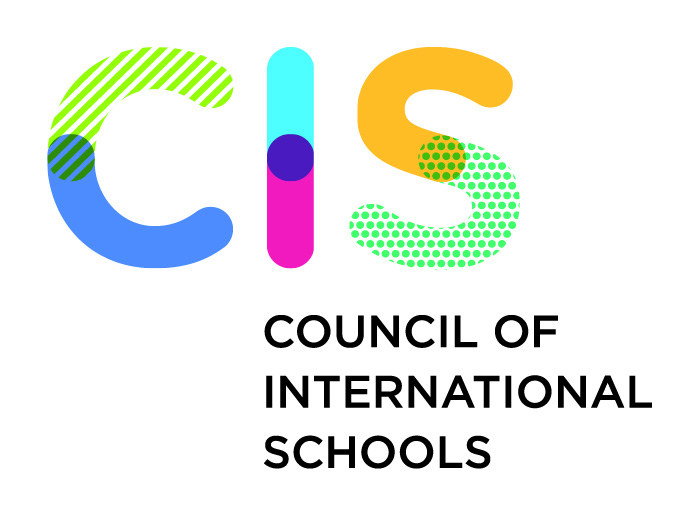 CIS
COUNCIL OF
INTERNATIONAL
SCHOOLS